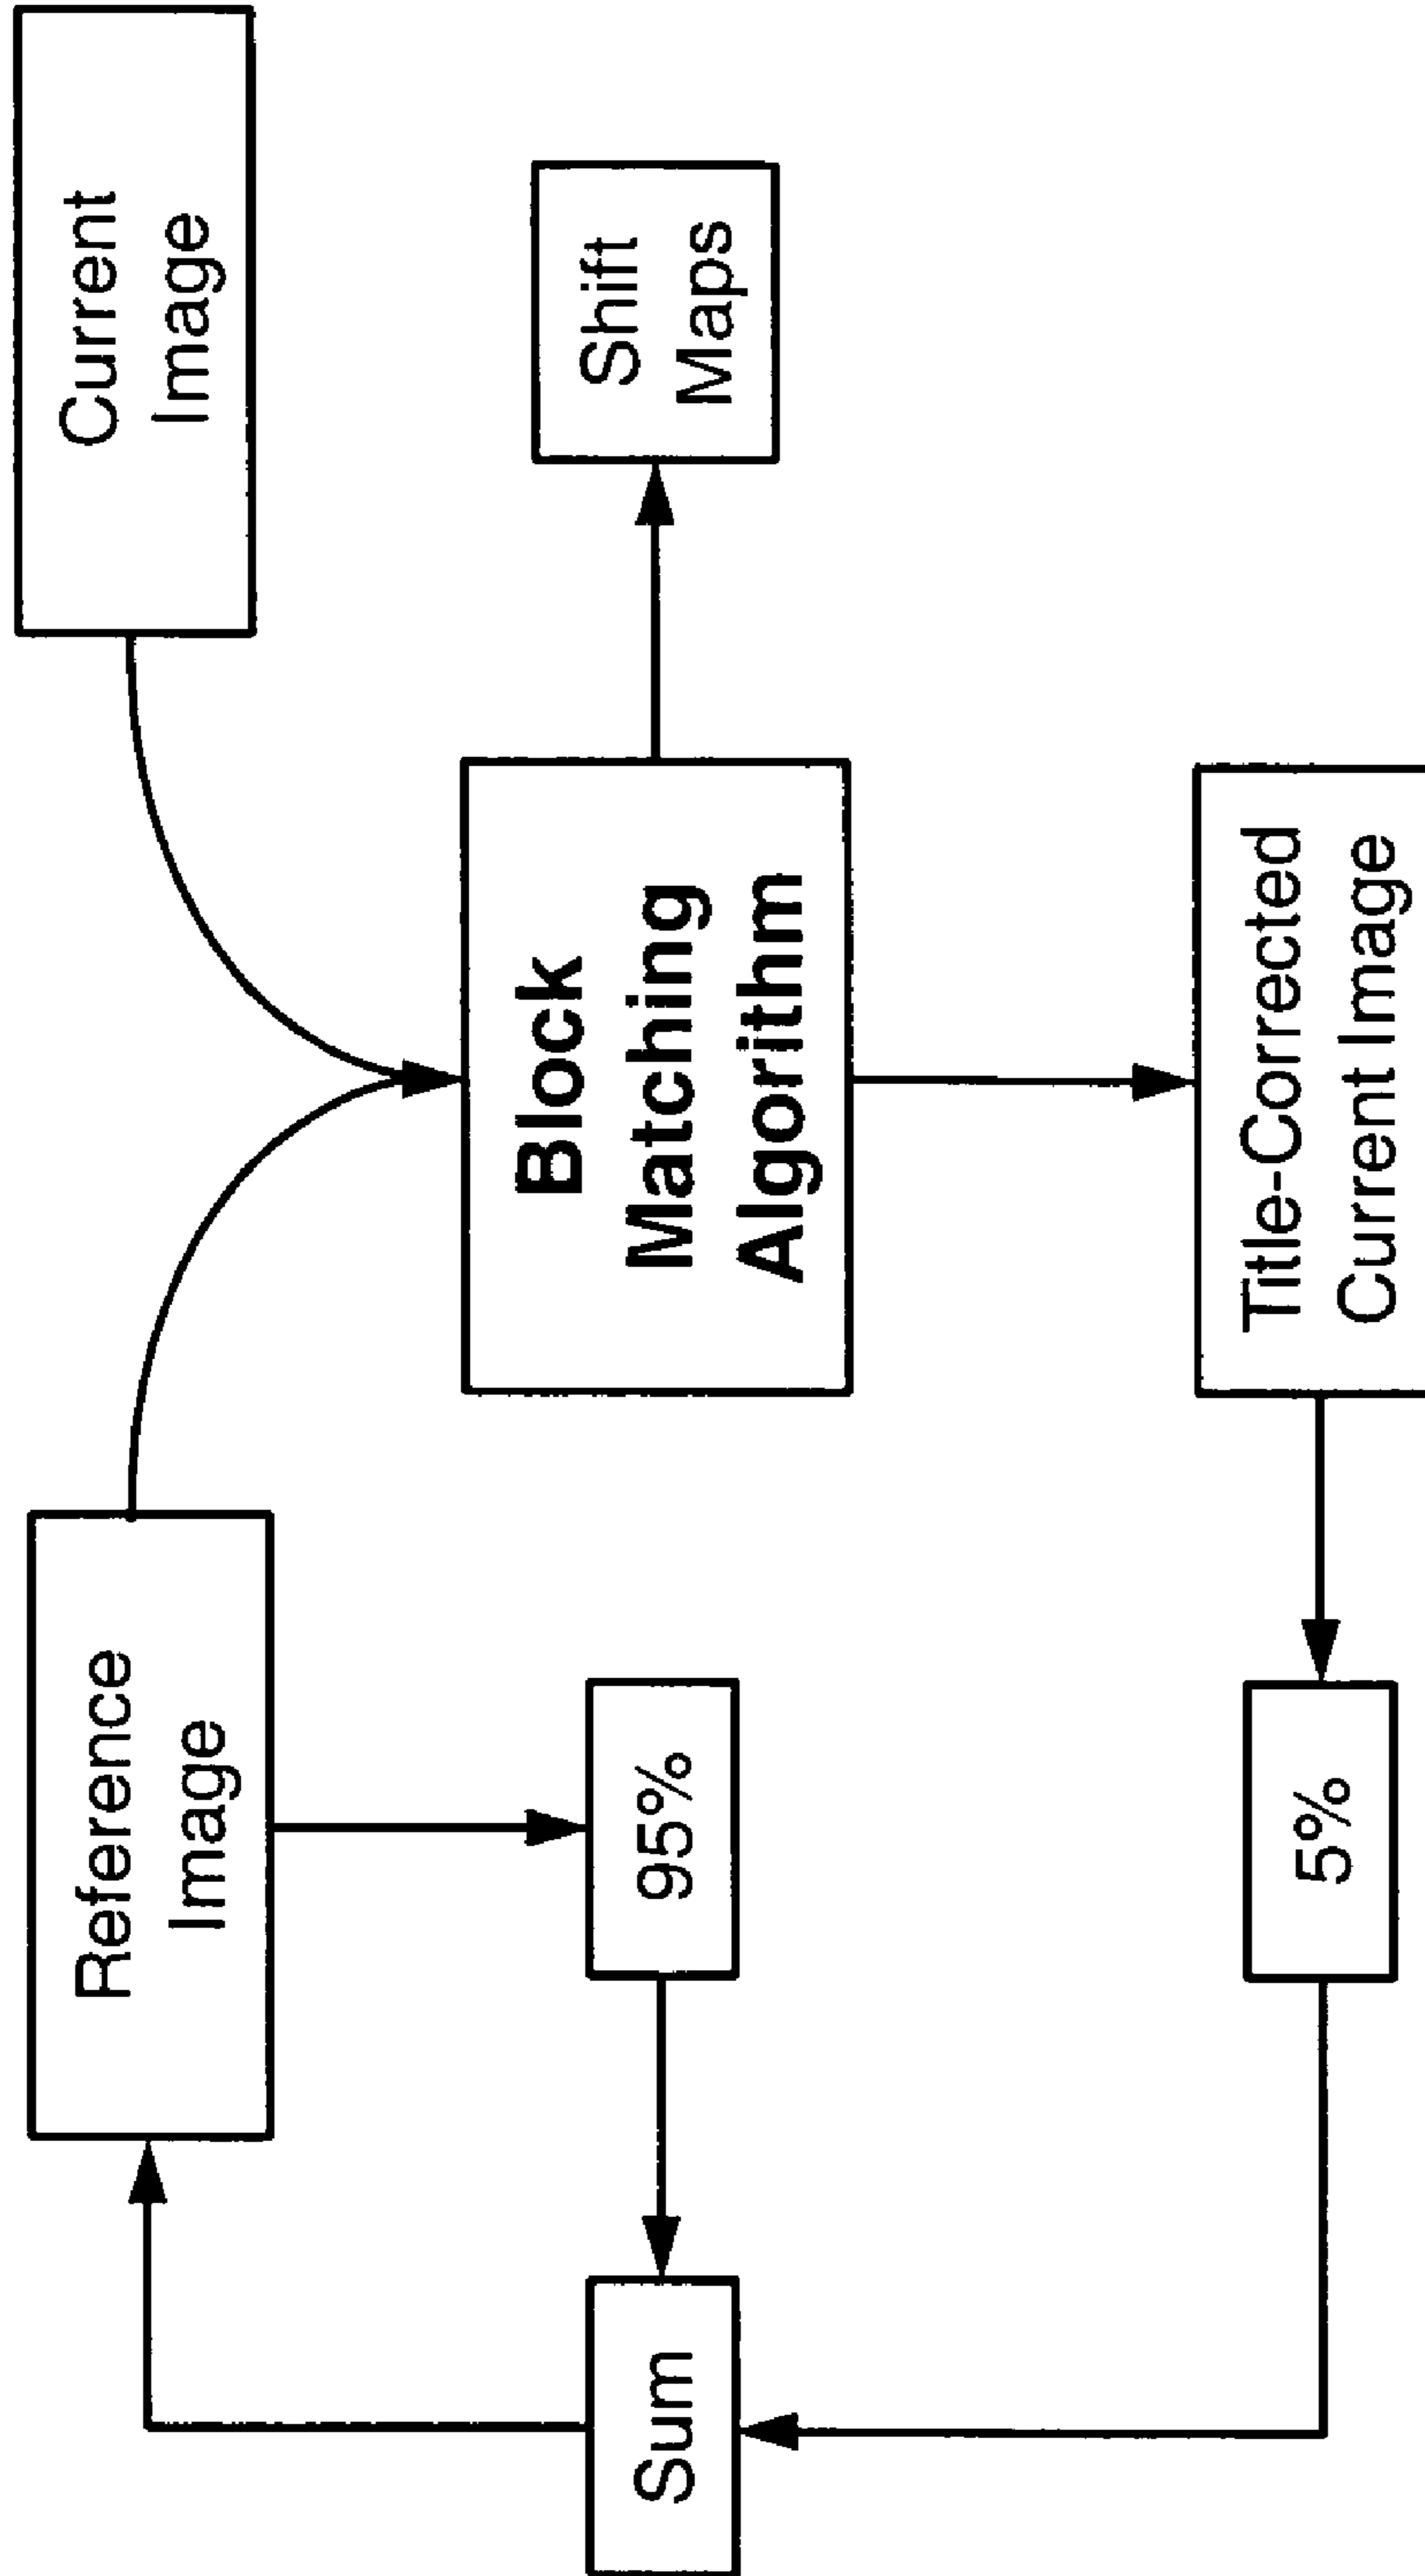 Reference
Image
Current
Image
Sum
95%
Block
Matching
Algorithm
Shift
Maps
5%
Title-Corrected
Current Image